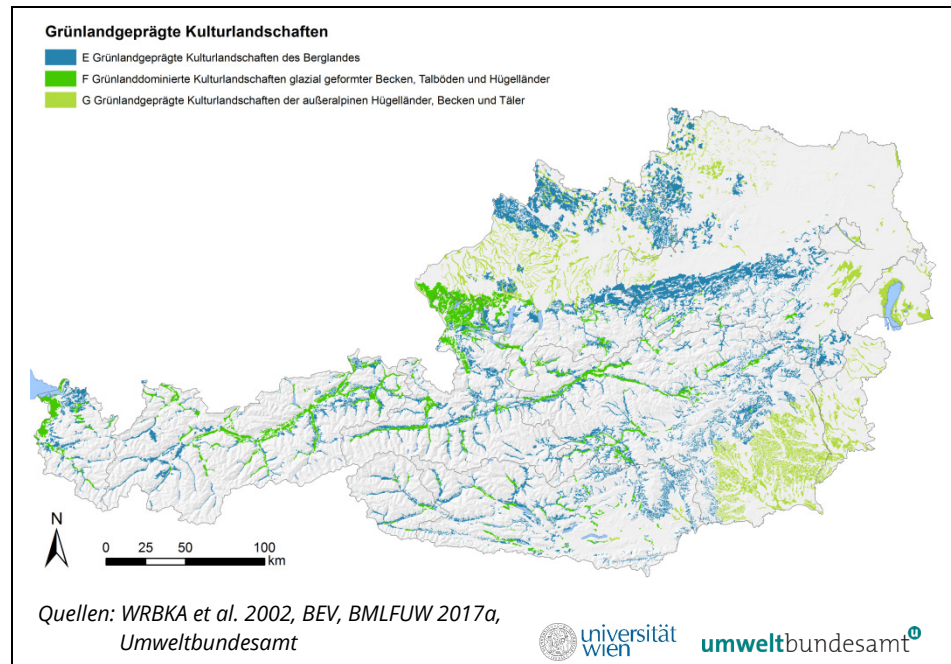 Grünlandgeprägte Kulturlandschaften
E Grünlandgeprägte Kulturlandschaften des Berglandes
F Grünlanddominierte Kulturlandschaften glazial geformter Becken, Talböden und Hügelländer
G Grünlandgeprägte Kulturlandschaften der außeralpinen Hügelländer, Becken und Täler
N
0 25 50 100
km
Quellen: WRBKA et al. 2002, BEV, BMLFUW 2017a,
Umweltbundesamt
universität
wien
umweltbundesamt
u